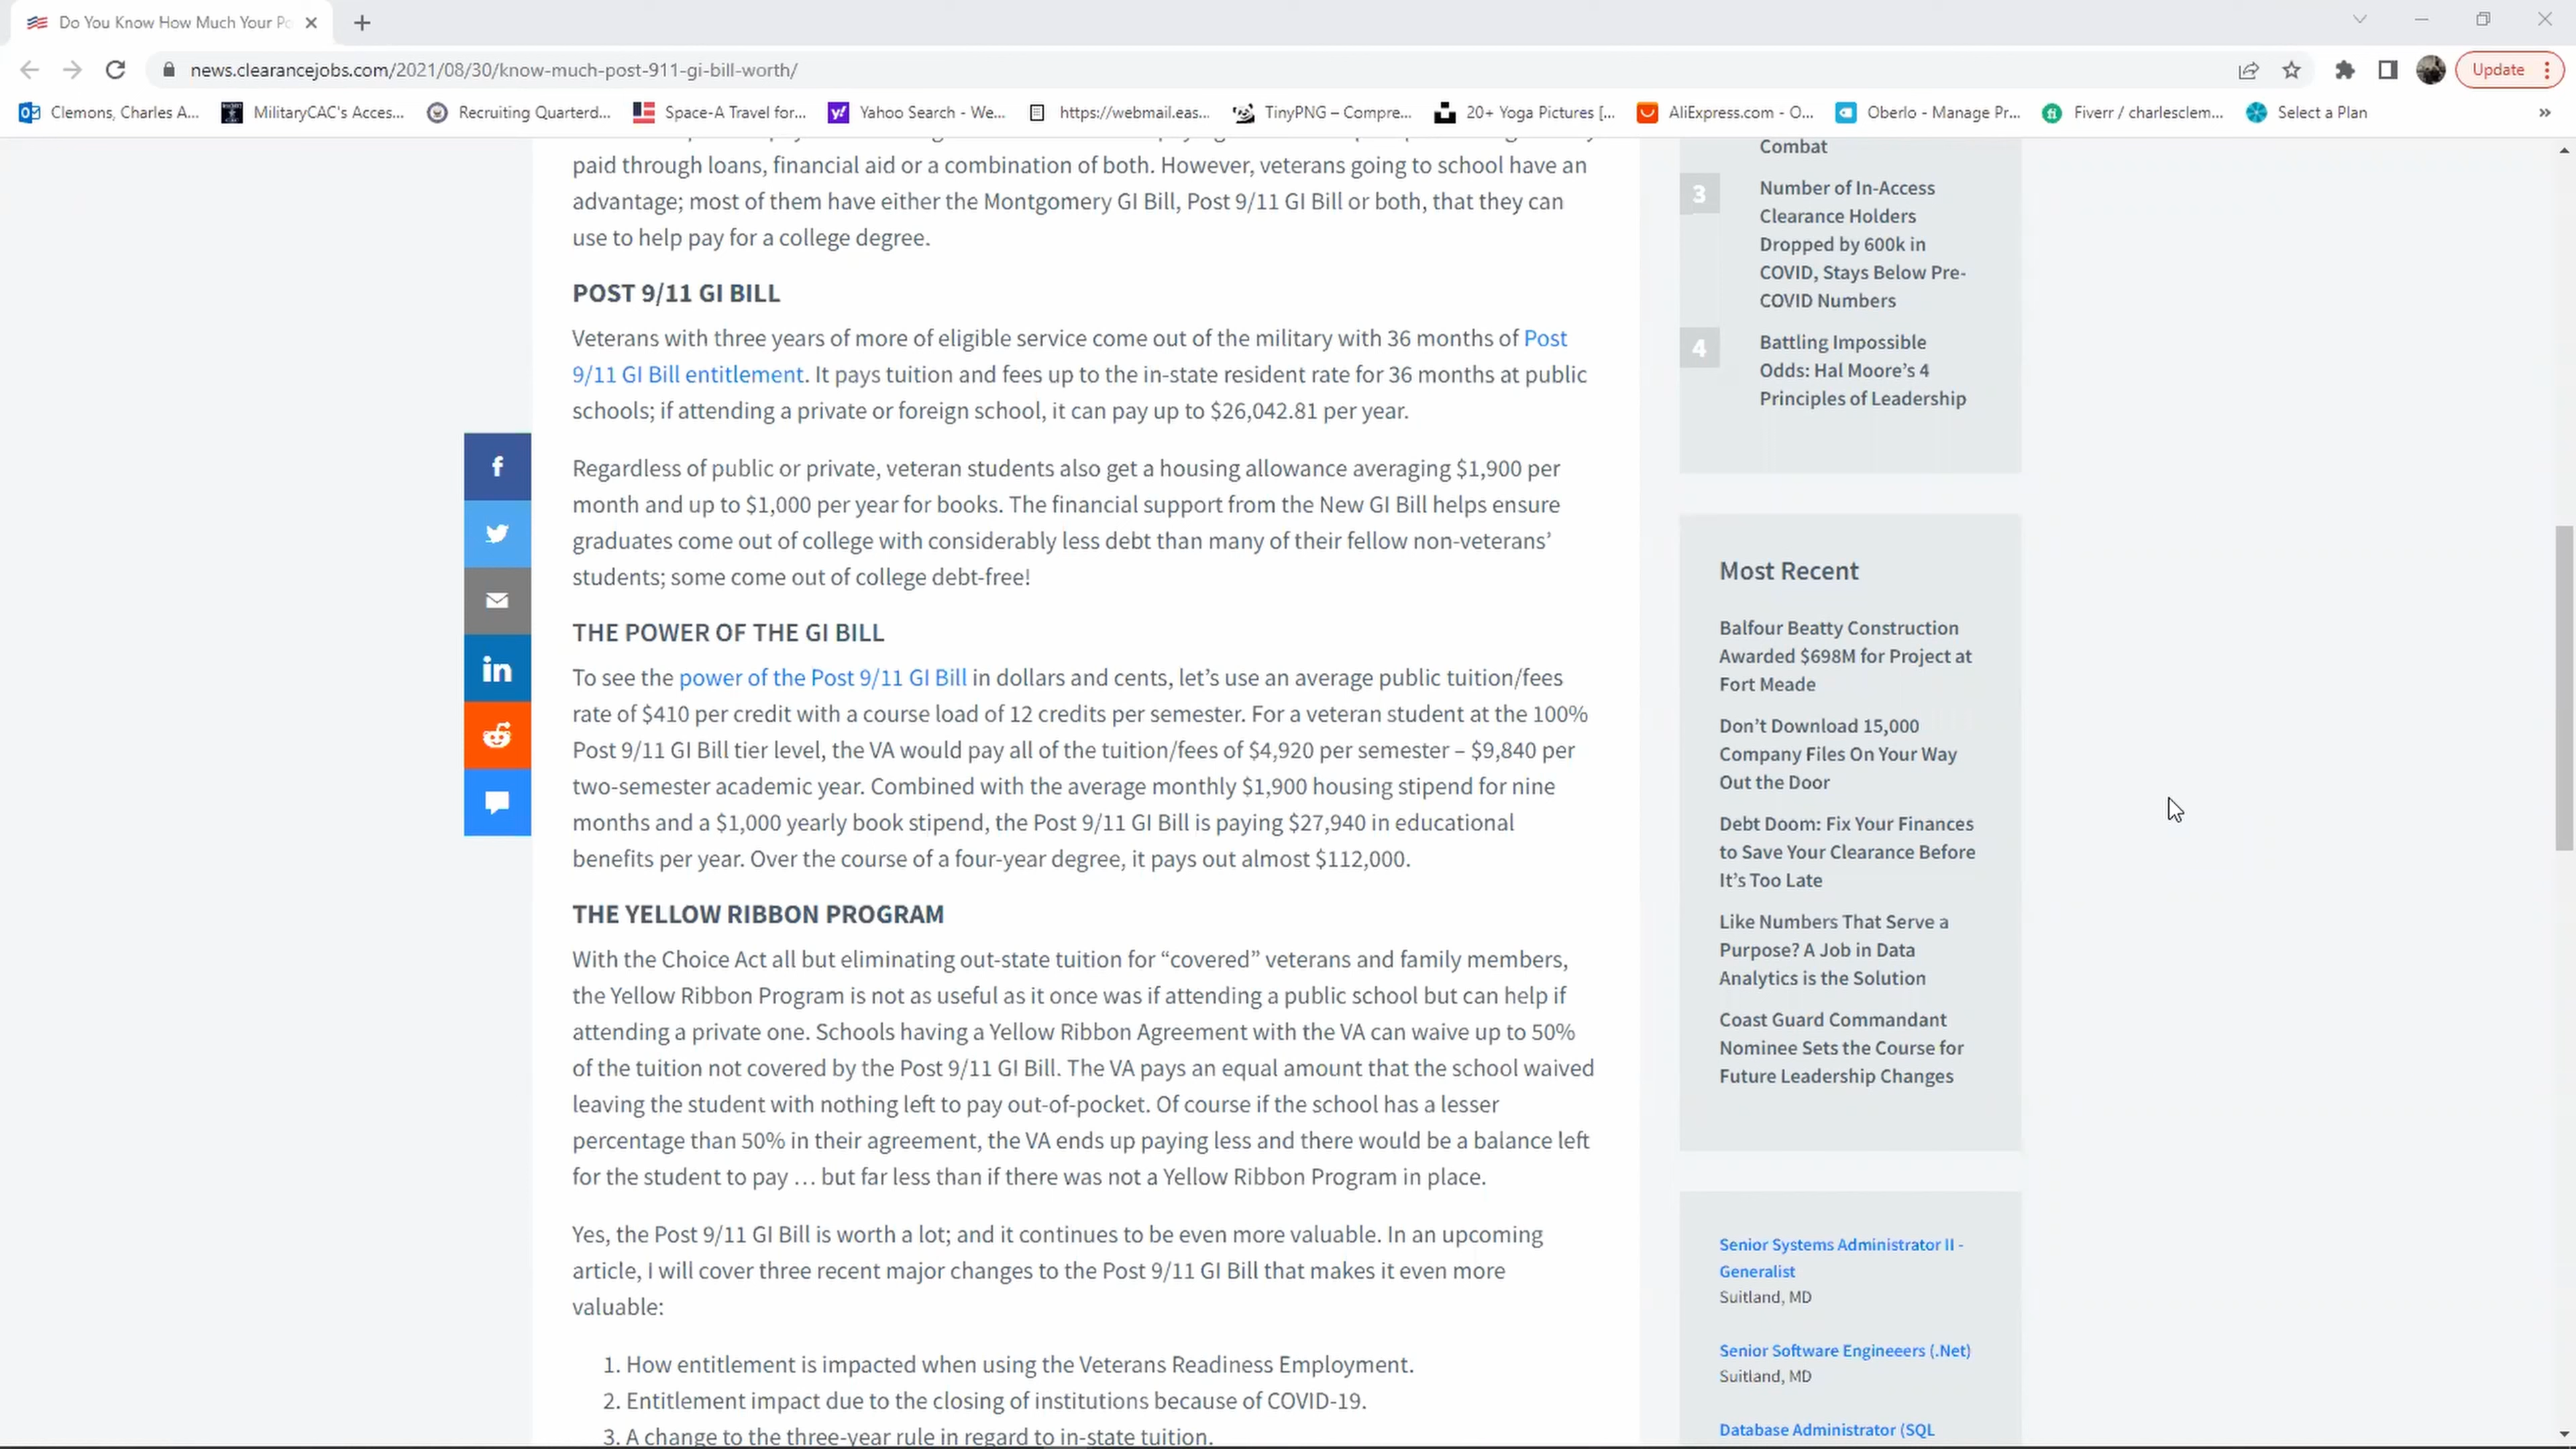 Do You Know How Much Your Po
news.clearancejobs.com/2021/08/30/know-much-post-911-gi-bill-worth/
Update
Clemons, Charles A...
MilitaryCAC's Acces...
Recruiting Quarterd...
Space-A Travel for...
Yahoo Search - We...
https://webmail.eas...
TinyPNG – Compre...
20+ Yoga Pictures [...
AliExpress.com - O...
Oberlo - Manage Pr...
Fiverr / charlesclem...
Select a Plan
»
paid through loans, financial aid or a combination of both. However, veterans going to school have an
advantage; most of them have either the Montgomery GI Bill, Post 9/11 GI Bill or both, that they can
use to help pay for a college degree.
POST 9/11 GI BILL
Veterans with three years of more of eligible service come out of the military with 36 months of Post
9/11 GI Bill entitlement. It pays tuition and fees up to the in-state resident rate for 36 months at public
schools; if attending a private or foreign school, it can pay up to $26,042.81 per year.
Regardless of public or private, veteran students also get a housing allowance averaging $1,900 per
month and up to $1,000 per year for books. The financial support from the New GI Bill helps ensure
graduates come out of college with considerably less debt than many of their fellow non-veterans’
students; some come out of college debt-free!
THE POWER OF THE GI BILL
To see the power of the Post 9/11 GI Bill in dollars and cents, let’s use an average public tuition/fees
rate of $410 per credit with a course load of 12 credits per semester. For a veteran student at the 100%
Post 9/11 GI Bill tier level, the VA would pay all of the tuition/fees of $4,920 per semester – $9,840 per
two-semester academic year. Combined with the average monthly $1,900 housing stipend for nine
months and a $1,000 yearly book stipend, the Post 9/11 GI Bill is paying $27,940 in educational
benefits per year. Over the course of a four-year degree, it pays out almost $112,000.
THE YELLOW RIBBON PROGRAM
With the Choice Act all but eliminating out-state tuition for “covered” veterans and family members,
the Yellow Ribbon Program is not as useful as it once was if attending a public school but can help if
attending a private one. Schools having a Yellow Ribbon Agreement with the VA can waive up to 50%
of the tuition not covered by the Post 9/11 GI Bill. The VA pays an equal amount that the school waived
leaving the student with nothing left to pay out-of-pocket. Of course if the school has a lesser
percentage than 50% in their agreement, the VA ends up paying less and there would be a balance left
for the student to pay … but far less than if there was not a Yellow Ribbon Program in place.
Yes, the Post 9/11 GI Bill is worth a lot; and it continues to be even more valuable. In an upcoming
article, I will cover three recent major changes to the Post 9/11 GI Bill that makes it even more
valuable:
1. How entitlement is impacted when using the Veterans Readiness Employment.
2. Entitlement impact due to the closing of institutions because of COVID-19.
3. A change to the three-year rule in regard to in-state tuition.
Combat
3
Number of In-Access
Clearance Holders
Dropped by 600k in
COVID, Stays Below Pre-
COVID Numbers
4
Battling Impossible
Odds: Hal Moore’s 4
Principles of Leadership
Most Recent
Balfour Beatty Construction
Awarded $698M for Project at
Fort Meade
Don’t Download 15,000
Company Files On Your Way
Out the Door
Debt Doom: Fix Your Finances
to Save Your Clearance Before
It’s Too Late
Like Numbers That Serve a
Purpose? A Job in Data
Analytics is the Solution
Coast Guard Commandant
Nominee Sets the Course for
Future Leadership Changes
Senior Systems Administrator II -
Generalist
Suitland, MD
Senior Software Engineeers (.Net)
Suitland, MD
Database Administrator (SQL